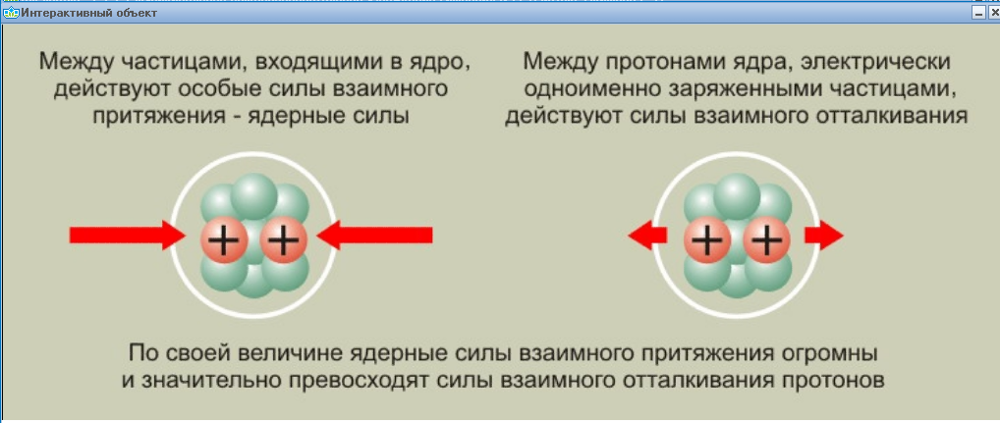 Интерактивный объект
Между частицами, входящими в ядро,
действуют особые силы взаимного
притяжения - ядерные силы
Между протонами ядра, электрически
одноименно заряженными частицами,
действуют силы взаимного отталкивания
+ +
+ +
По своей величине ядерные силы взаимного притяжения огромны
и значительно превосходят силы взаимного отталкивания протонов